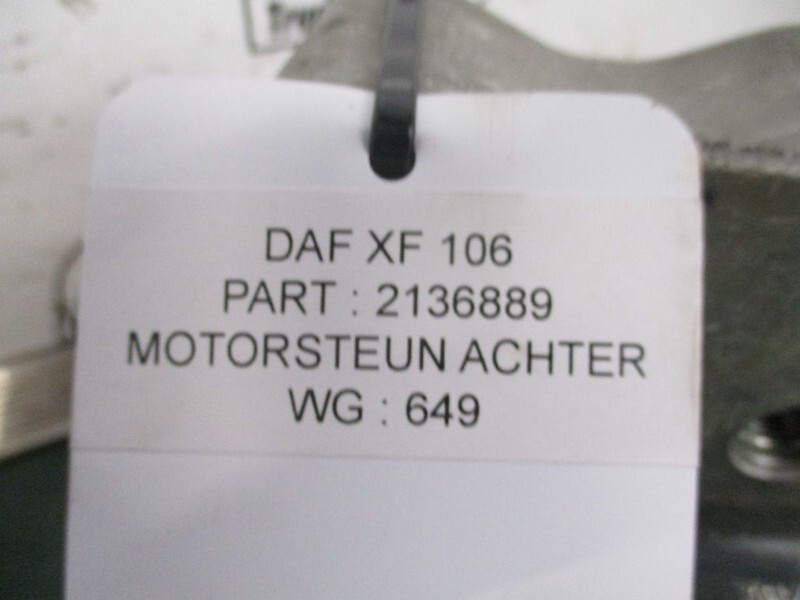 DAF XF 106
PART : 2136889
MOTORSTEUN ACHTER
WG : 649